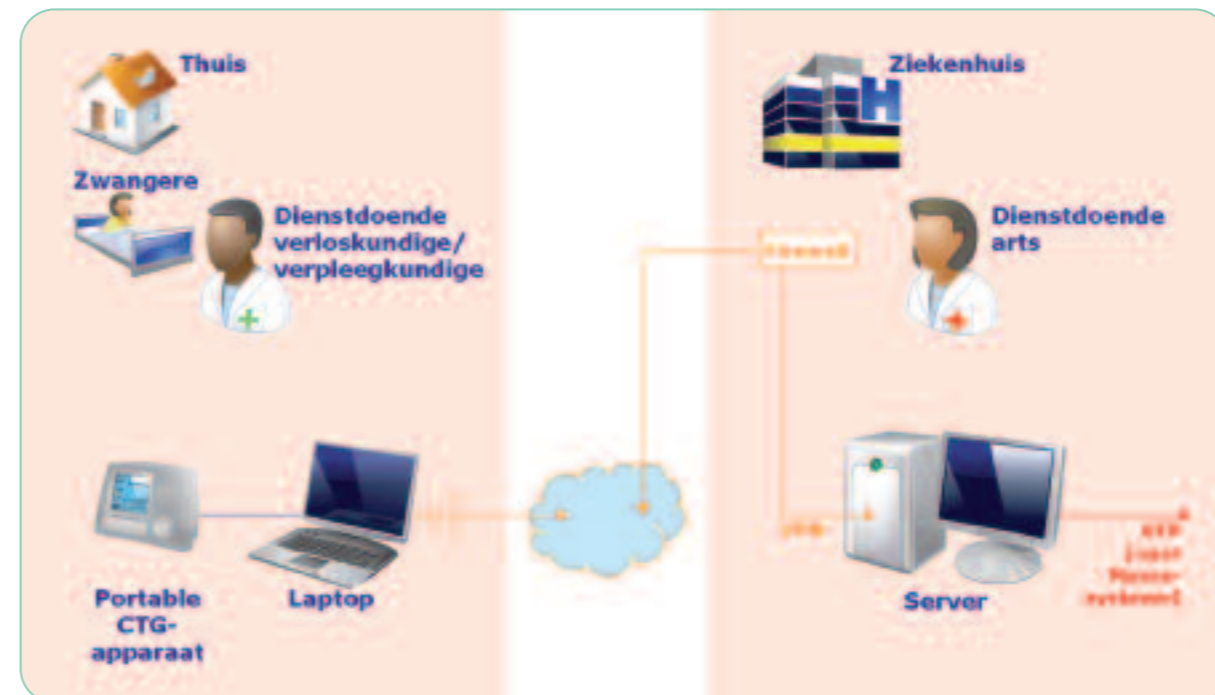 Thuis
Zwangere
Dienstdoende
verloskundige/
verpleegkundige
Portable
CTG-
apparaat
Laptop
Ziekenhuis
H
Dienstdoende
arts
Server